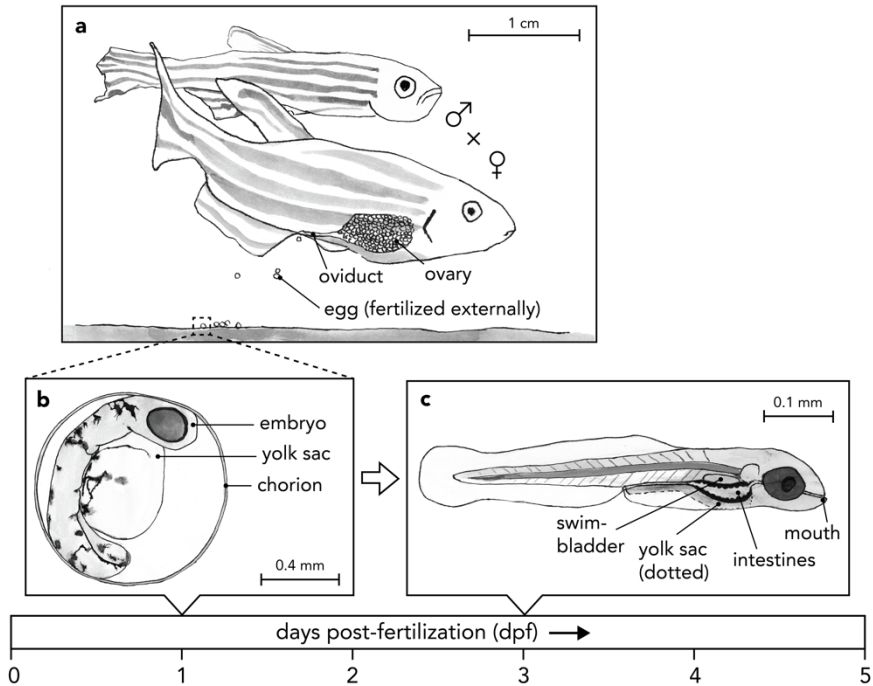 a
1 cm
♂
×
♀
oviduct
ovary
egg (fertilized externally)
b
embryo
yolk sac
chorion
0.4 mm
c
0.1 mm
swim-
bladder
yolk sac
(dotted)
intestines
mouth
days post-fertilization (dpf)
0 1 2 3 4 5